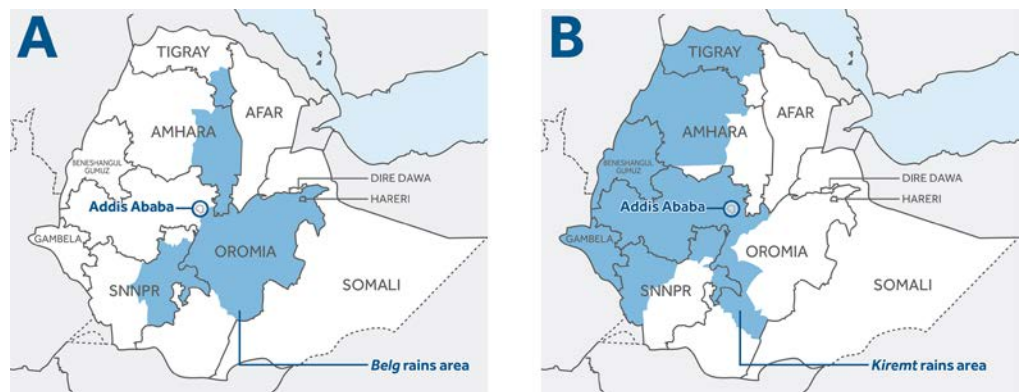 A
TIGRAY
AFAR
AMHARA
BENESHANGUL
GUMUZ
DIRE DAWA
HARERI
Addis Ababa
GAMBELA
OROMIA
SNNPR
SOMALI
Belg rains area
B
TIGRAY
AFAR
AMHARA
BENESHANGUL
GUMUZ
DIRE DAWA
HARERI
Addis Ababa
GAMBELA
OROMIA
SNNPR
SOMALI
Kiremt rains area